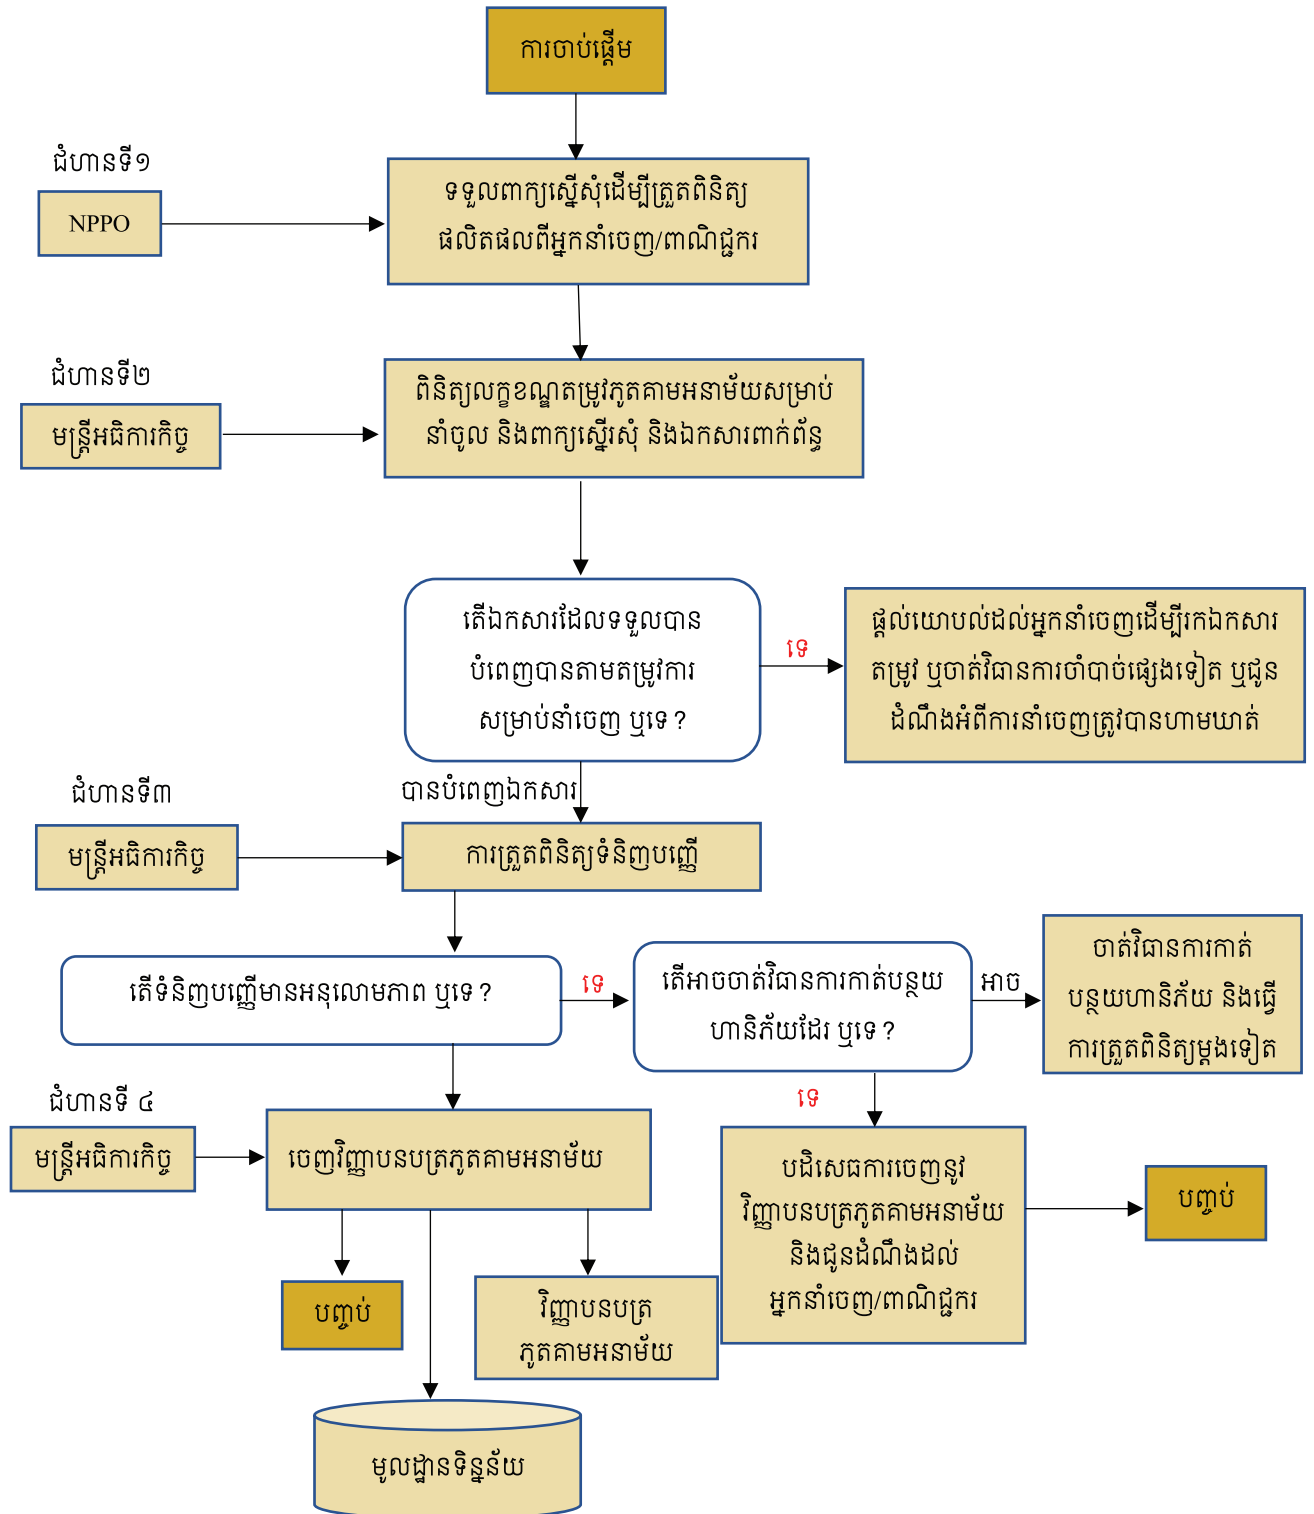 ការចាប់ផ្ដើម
ជំហានទី១
NPPO
ទទួលពាក្យស្នើសុំដើម្បីត្រួតពិនិត្យ
ផលិតផលពីអ្នកនាំចេញ/ពាណិជ្ជករ
ជំហានទី២
មន្ត្រីអធិការកិច្ច
ពិនិត្យលក្ខខណ្ឌតម្រូវភូតគាមអនាម័យសម្រាប់
នាំចូល និងពាក្យស្នើរសុំ និងឯកសារពាក់ព័ន្ធ
តើឯកសារដែលទទួលបាន
បំពេញបានតាមតម្រូវការ
សម្រាប់នាំចេញ ឬទេ?
ទេ
ផ្ដល់យោបល់ដល់អ្នកនាំចេញដើម្បីរកឯកសារ
តម្រូវ ឬចាត់វិធានការចាំបាច់ផ្សេងទៀត ឬជូន
ដំណឹងអំពីការនាំចេញត្រូវបានហាមឃាត់
បានបំពេញឯកសារ
ជំហានទី៣
មន្ត្រីអធិការកិច្ច
ការត្រួតពិនិត្យទំនិញបញ្ញើ
តើទំនិញបញ្ញើមានអនុលោមភាព ឬទេ?
ទេ
តើអាចចាត់វិធានការកាត់បន្ថយ
ហានិភ័យដែរ ឬទេ?
អាច
ចាត់វិធានការកាត់
បន្ថយហានិភ័យ និងធ្វើ
ការត្រួតពិនិត្យម្ដងទៀត
ជំហានទី ៤
មន្ត្រីអធិការកិច្ច
ចេញវិញ្ញាបនបត្រភូតគាមអនាម័យ
ទេ
បដិសេធការចេញនូវ
វិញ្ញាបនបត្រភូតគាមអនាម័យ
និងជូនដំណឹងដល់
អ្នកនាំចេញ/ពាណិជ្ជករ
បញ្ចប់
បញ្ចប់
វិញ្ញាបនបត្រ
ភូតគាមអនាម័យ
មូលដ្ឋានទិន្នន័យ